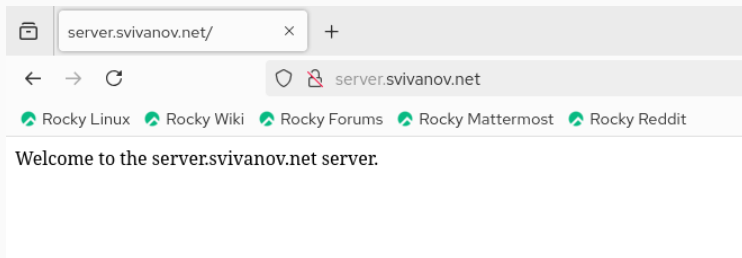 server.svivanov.net/
server.svivanov.net
Rocky Linux Rocky Wiki Rocky Forums Rocky Mattermost Rocky Reddit
Welcome to the server.svivanov.net server.